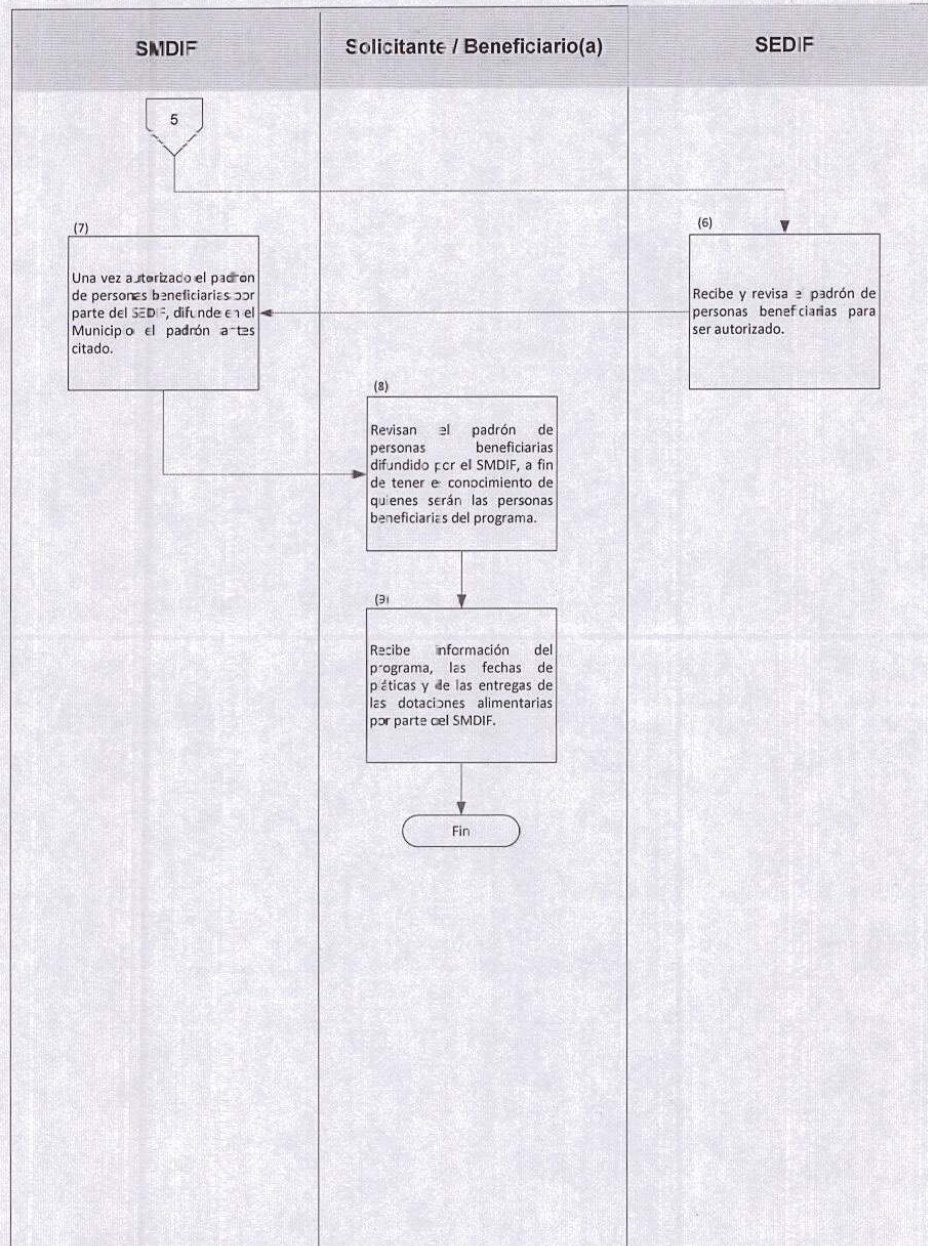 SMDIF
Solicitante / Beneficiario(a)
SEDIF
5
(6)
Recibe y revisa el padrón de
personas beneficiarias para
ser autorizado.
(7)
Una vez autorizado el padrón
de personas beneficiarias por
parte del SEDIF, difunde en el
Municipio el padrón antes
citado.
(8)
Revisan el padrón de
personas beneficiarias
difundido por el SMDIF, a fin
de tener el conocimiento de
quienes serán las personas
beneficiarias del programa.
(9)
Recibe información del
programa, las fechas de
pláticas y de las entregas de
las dotaciones alimentarias
por parte del SMDIF.
Fin